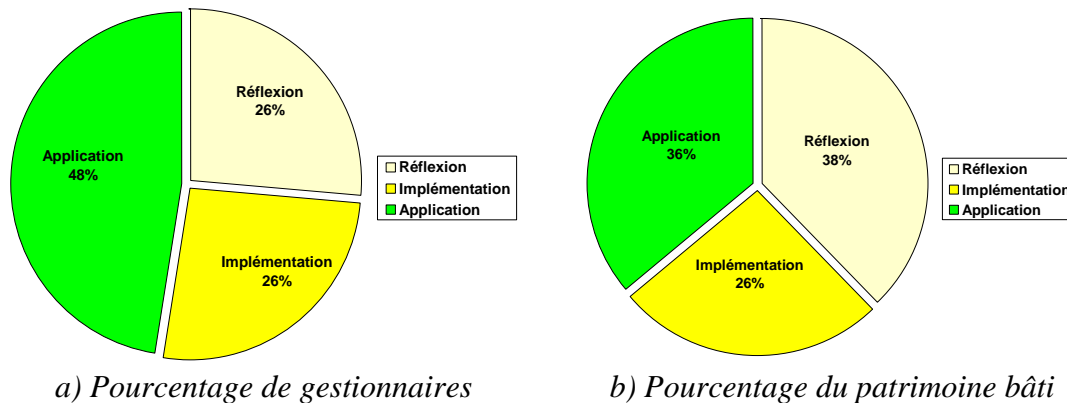 Réflexion
26%
Application
48%
Implémentation
26%
Réflexion
Implémentation
Application
a) Pourcentage de gestionnaires
Application
36%
Réflexion
38%
Implémentation
26%
Réflexion
Implémentation
Application
b) Pourcentage du patrimoine bâti